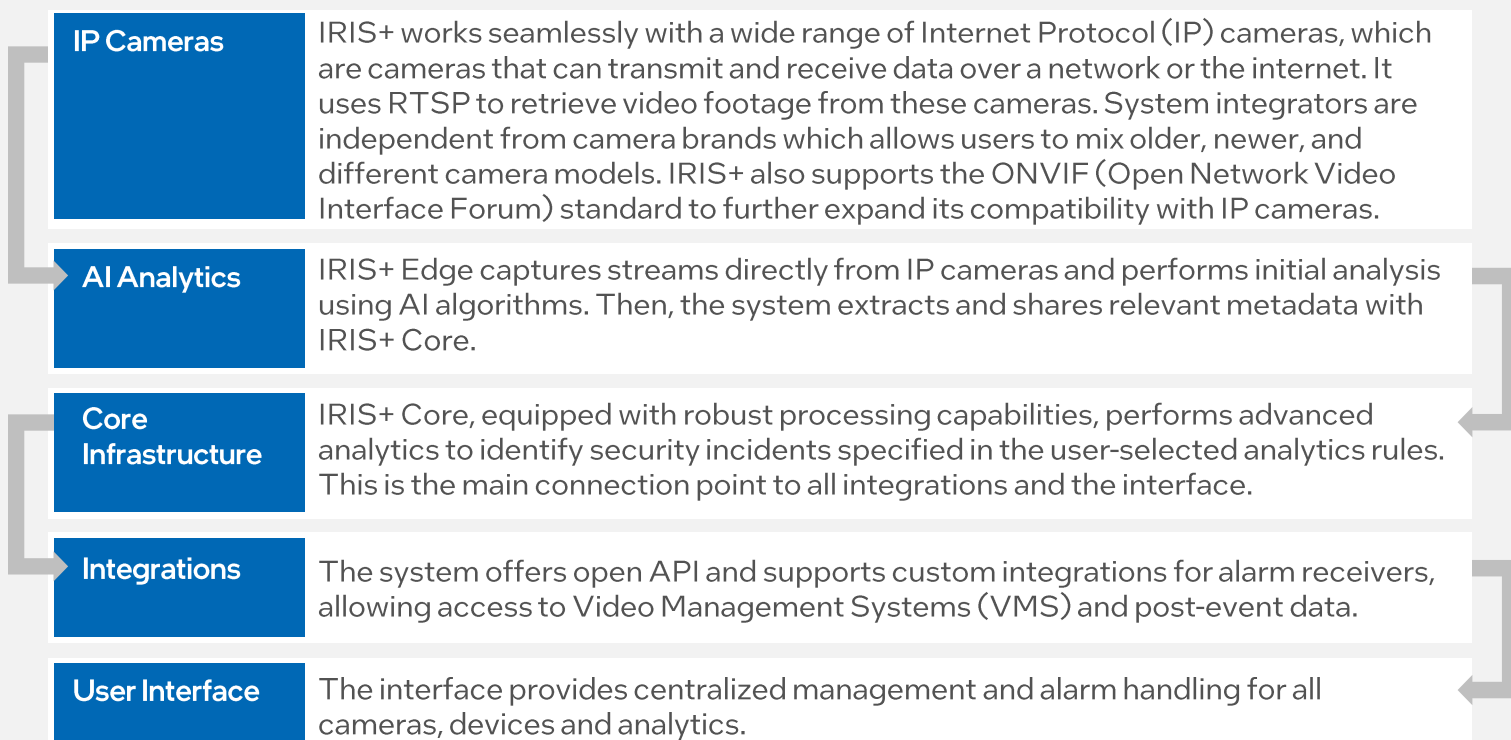 IP Cameras
IRIS+ works seamlessly with a wide range of Internet Protocol (IP) cameras, which
are cameras that can transmit and receive data over a network or the internet. It
uses RTSP to retrieve video footage from these cameras. System integrators are
independent from camera brands which allows users to mix older, newer, and
different camera models. IRIS+ also supports the ONVIF (Open Network Video
Interface Forum) standard to further expand its compatibility with IP cameras.
AI Analytics
IRIS+ Edge captures streams directly from IP cameras and performs initial analysis
using AI algorithms. Then, the system extracts and shares relevant metadata with
IRIS+ Core.
Core
Infrastructure
IRIS+ Core, equipped with robust processing capabilities, performs advanced
analytics to identify security incidents specified in the user-selected analytics rules.
This is the main connection point to all integrations and the interface.
Integrations
The system offers open API and supports custom integrations for alarm receivers,
allowing access to Video Management Systems (VMS) and post-event data.
User Interface
The interface provides centralized management and alarm handling for all
cameras, devices and analytics.